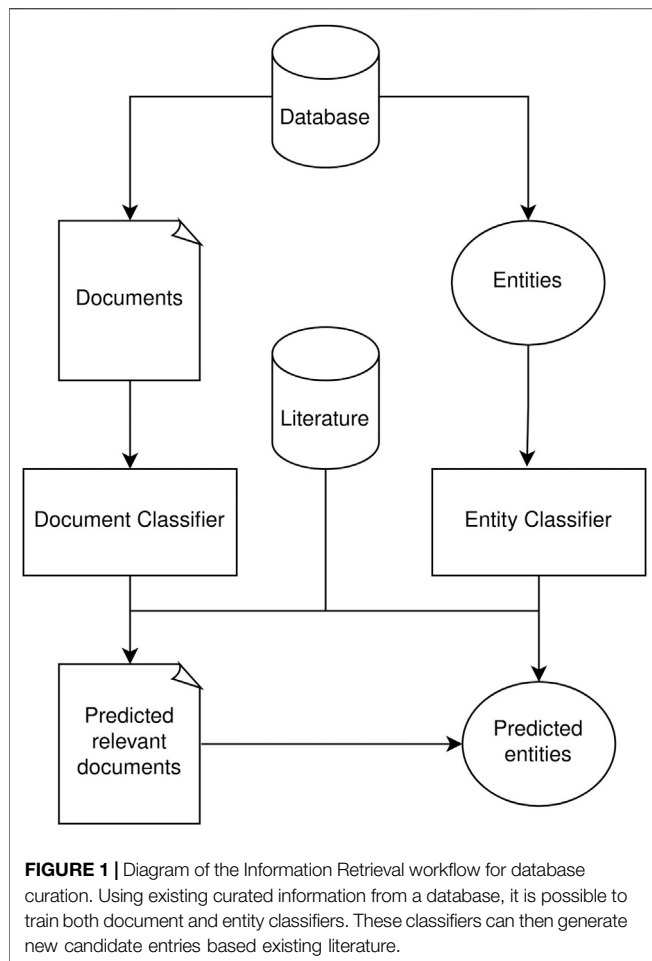 Database
Documents
Entities
Literature
Document Classifier
Entity Classifier
Predicted
relevant
documents
Predicted
entities
FIGURE 1 | Diagram of the Information Retrieval workflow for database
curation. Using existing curated information from a database, it is possible to
train both document and entity classifiers. These classifiers can then generate
new candidate entries based existing literature.